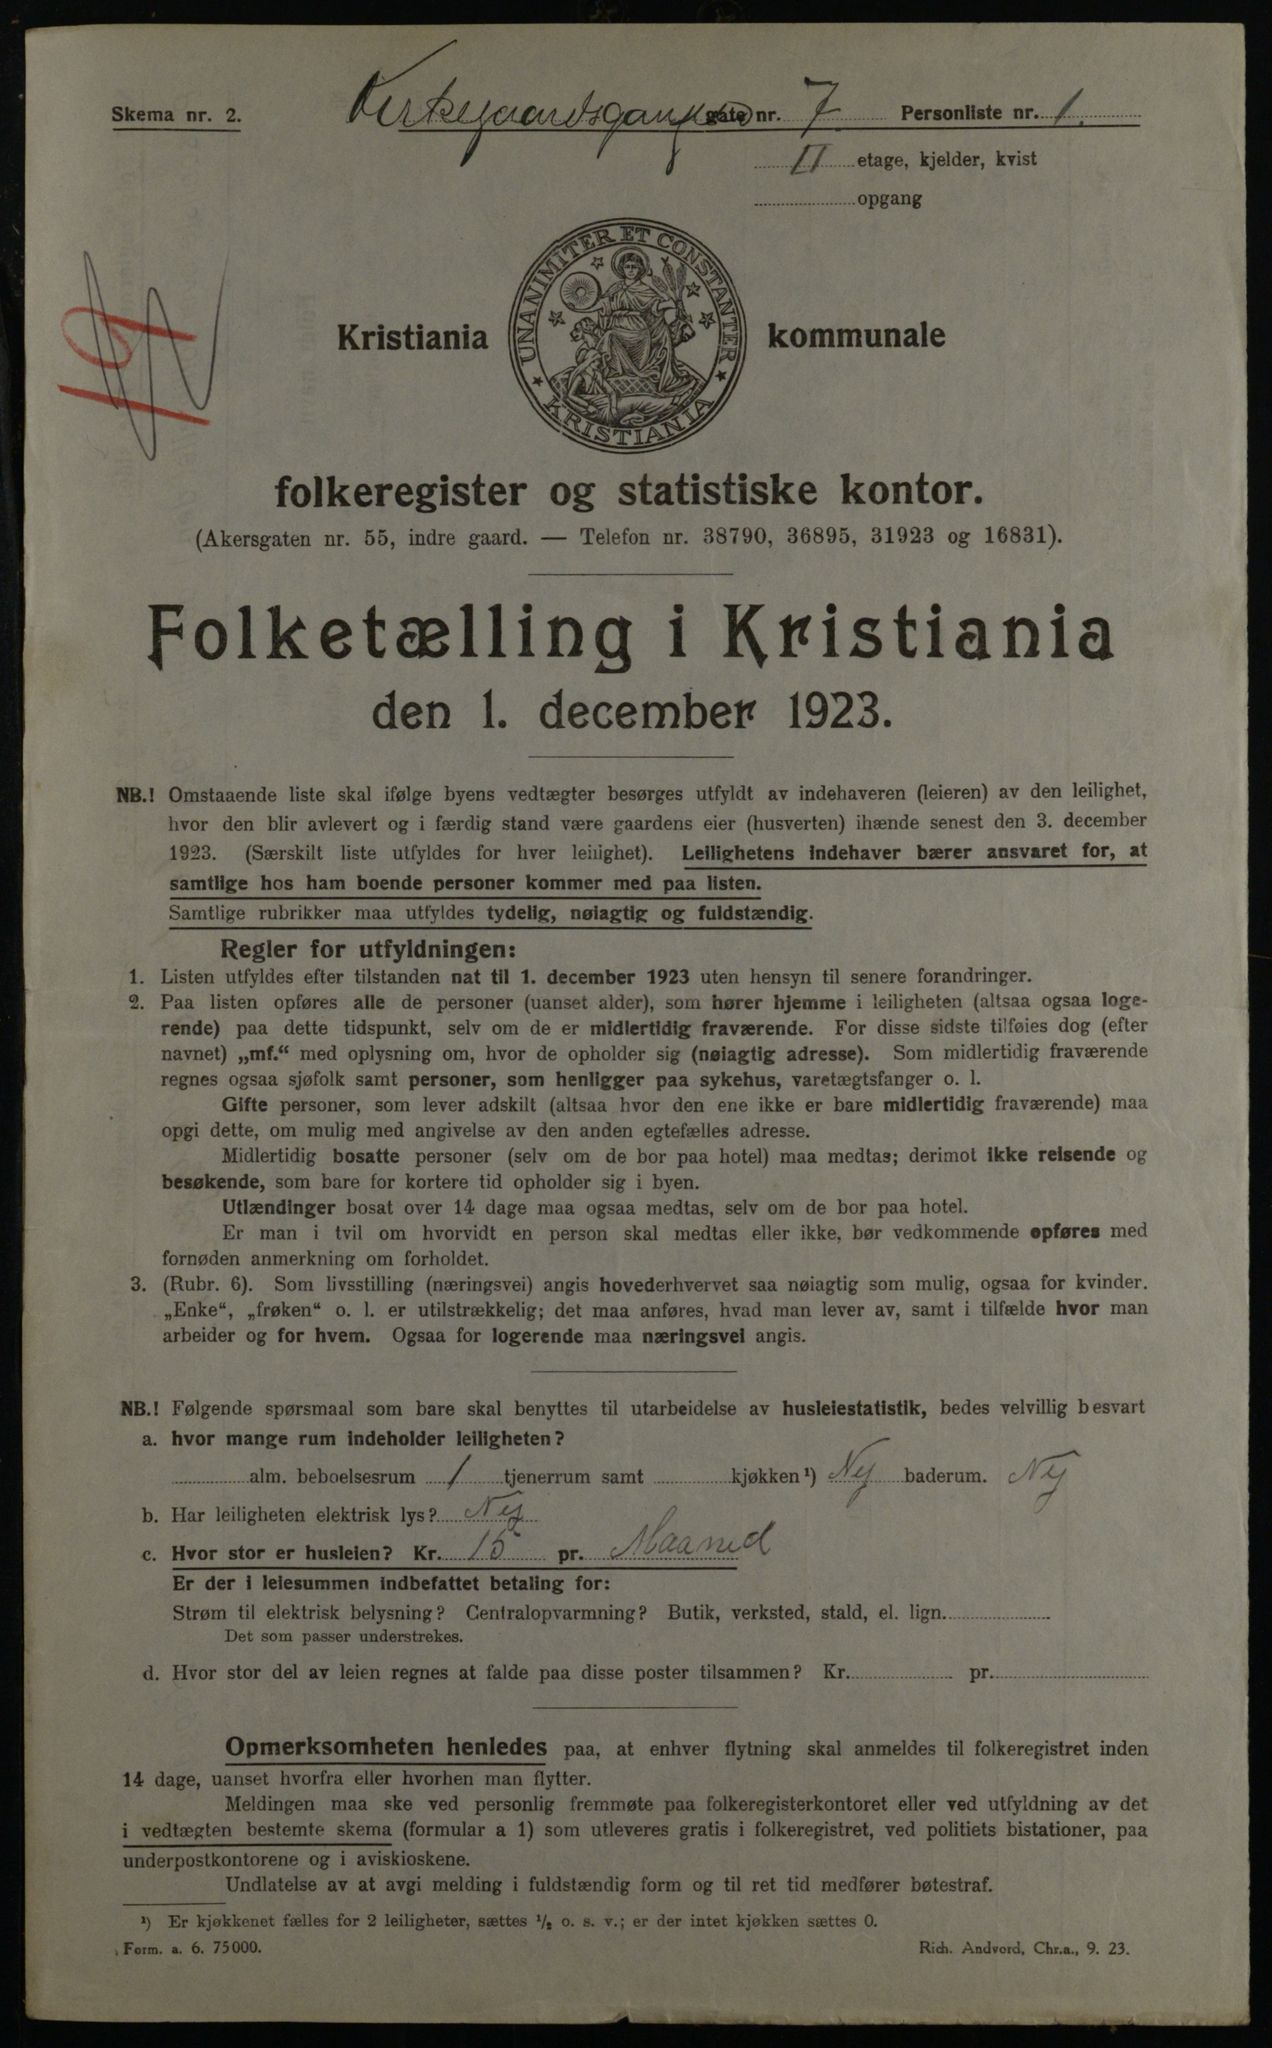 Skema nr. 2.
Kirkegaardsgangen gate nr. 7. Personliste nr. 1.
II etage, kjelder, kvist
opgang
19
UNANIMITER ET CONSTANTER
KRISTIANIA
Kristiania kommunale
folkeregister og statistiske kontor.
(Akersgaten nr. 55, indre gaard. — Telefon nr. 38790, 36895, 31923 og 16831).
Folketælling i Kristiania
den 1. december 1923.
NB.! Omstaaende liste skal ifølge byens vedtægter besørges utfyldt av indehaveren (leieren) av den leilighet,
hvor den blir avlevert og i færdig stand være gaardens eier (husverten) ihænde senest den 3. december
1923. (Særskilt liste utfyldes for hver leilighet). Leilighetens indehaver bærer ansvaret for, at
samtlige hos ham boende personer kommer med paa listen.
Samtlige rubrikker maa utfyldes tydelig, nøiagtig og fuldstændig.
Regler for utfyldningen:
1. Listen utfyldes efter tilstanden nat til 1. december 1923 uten hensyn til senere forandringer.
2. Paa listen opføres alle de personer (uanset alder), som hører hjemme i leiligheten (altsaa ogsaa loge-
rende) paa dette tidspunkt, selv om de er midlertidig fraværende. For disse sidste tilføies dog (efter
navnet) „mf.“ med oplysning om, hvor de opholder sig (nøiagtig adresse). Som midlertidig fraværende
regnes ogsaa sjøfolk samt personer, som henligger paa sykehus, varetægtsfanger o. l.
Gifte personer, som lever adskilt (altsaa hvor den ene ikke er bare midlertidig fraværende) maa
opgi dette, om mulig med angivelse av den anden egtefælles adresse.
Midlertidig bosatte personer (selv om de bor paa hotel) maa medtas; derimot ikke reisende og
besøkende, som bare for kortere tid opholder sig i byen.
Utlændinger bosat over 14 dage maa ogsaa medtas, selv om de bor paa hotel.
Er man i tvil om hvorvidt en person skal medtas eller ikke, bør vedkommende opføres med
fornøden anmerkning om forholdet.
3. (Rubr. 6). Som livsstilling (næringsvei) angis hovederhvervet saa nøiagtig som mulig, ogsaa for kvinder.
„Enke“, „frøken“ o. l. er utilstrækkelig; det maa anføres, hvad man lever av, samt i tilfælde hvor man
arbeider og for hvem. Ogsaa for logerende maa næringsvei angis.
NB.! Følgende spørsmaal som bare skal benyttes til utarbeidelse av husleiestatistik, bedes velvillig besvart
a. hvor mange rum indeholder leiligheten?
alm. beboelsesrum 1 tjenerrum samt kjøkken¹) Nej baderum. Nej
b. Har leiligheten elektrisk lys? Nej
c. Hvor stor er husleien? Kr. 15 pr. Maaned
Er der i leiesummen indbefattet betaling for:
Strøm til elektrisk belysning? Centralopvarmning? Butik, verksted, stald, el. lign.
Det som passer understrekes.
d. Hvor stor del av leien regnes at falde paa disse poster tilsammen? Kr. pr.
Opmerksomheten henledes paa, at enhver flytning skal anmeldes til folkeregistret inden
14 dage, uanset hvorfra eller hvorhen man flytter.
Meldingen maa ske ved personlig fremmøte paa folkeregisterkontoret eller ved utfyldning av det
i vedtægten bestemte skema (formular a 1) som utleveres gratis i folkeregistret, ved politiets bistationer, paa
underpostkontorene og i aviskioskene.
Undlatelse av at avgi melding i fuldstændig form og til ret tid medfører bøtestraf.
¹) Er kjøkkenet fælles for 2 leiligheter, sættes ½ o. s. v.; er der intet kjøkken sættes 0.
Form. a. 6. 75000. Rich. Andvord, Chr.a., 9. 23.